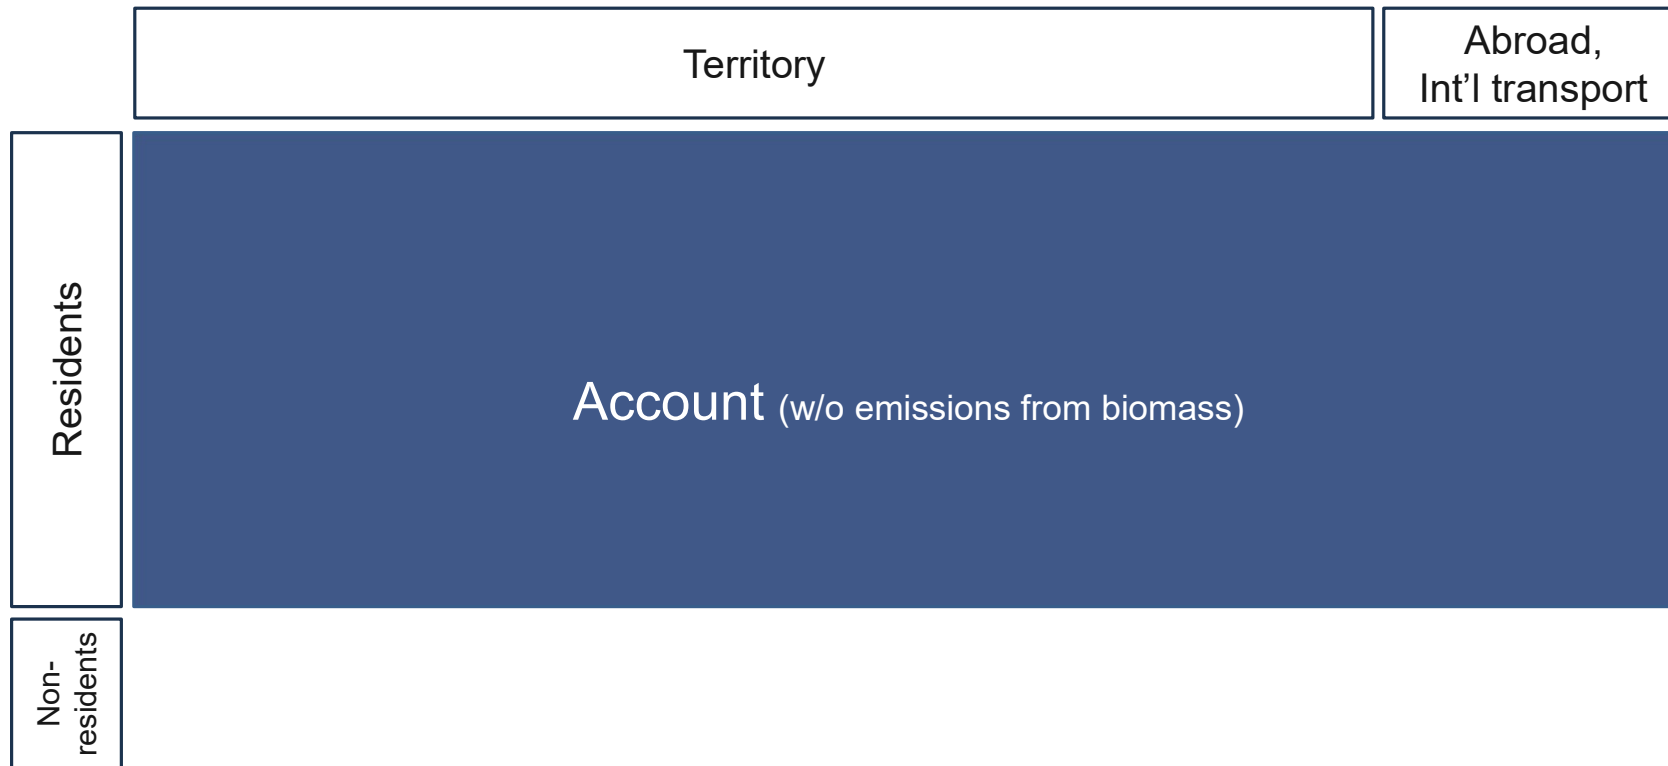 Territory
Abroad,
Int’l transport
Residents
Account (w/o emissions from biomass)
Non-
residents